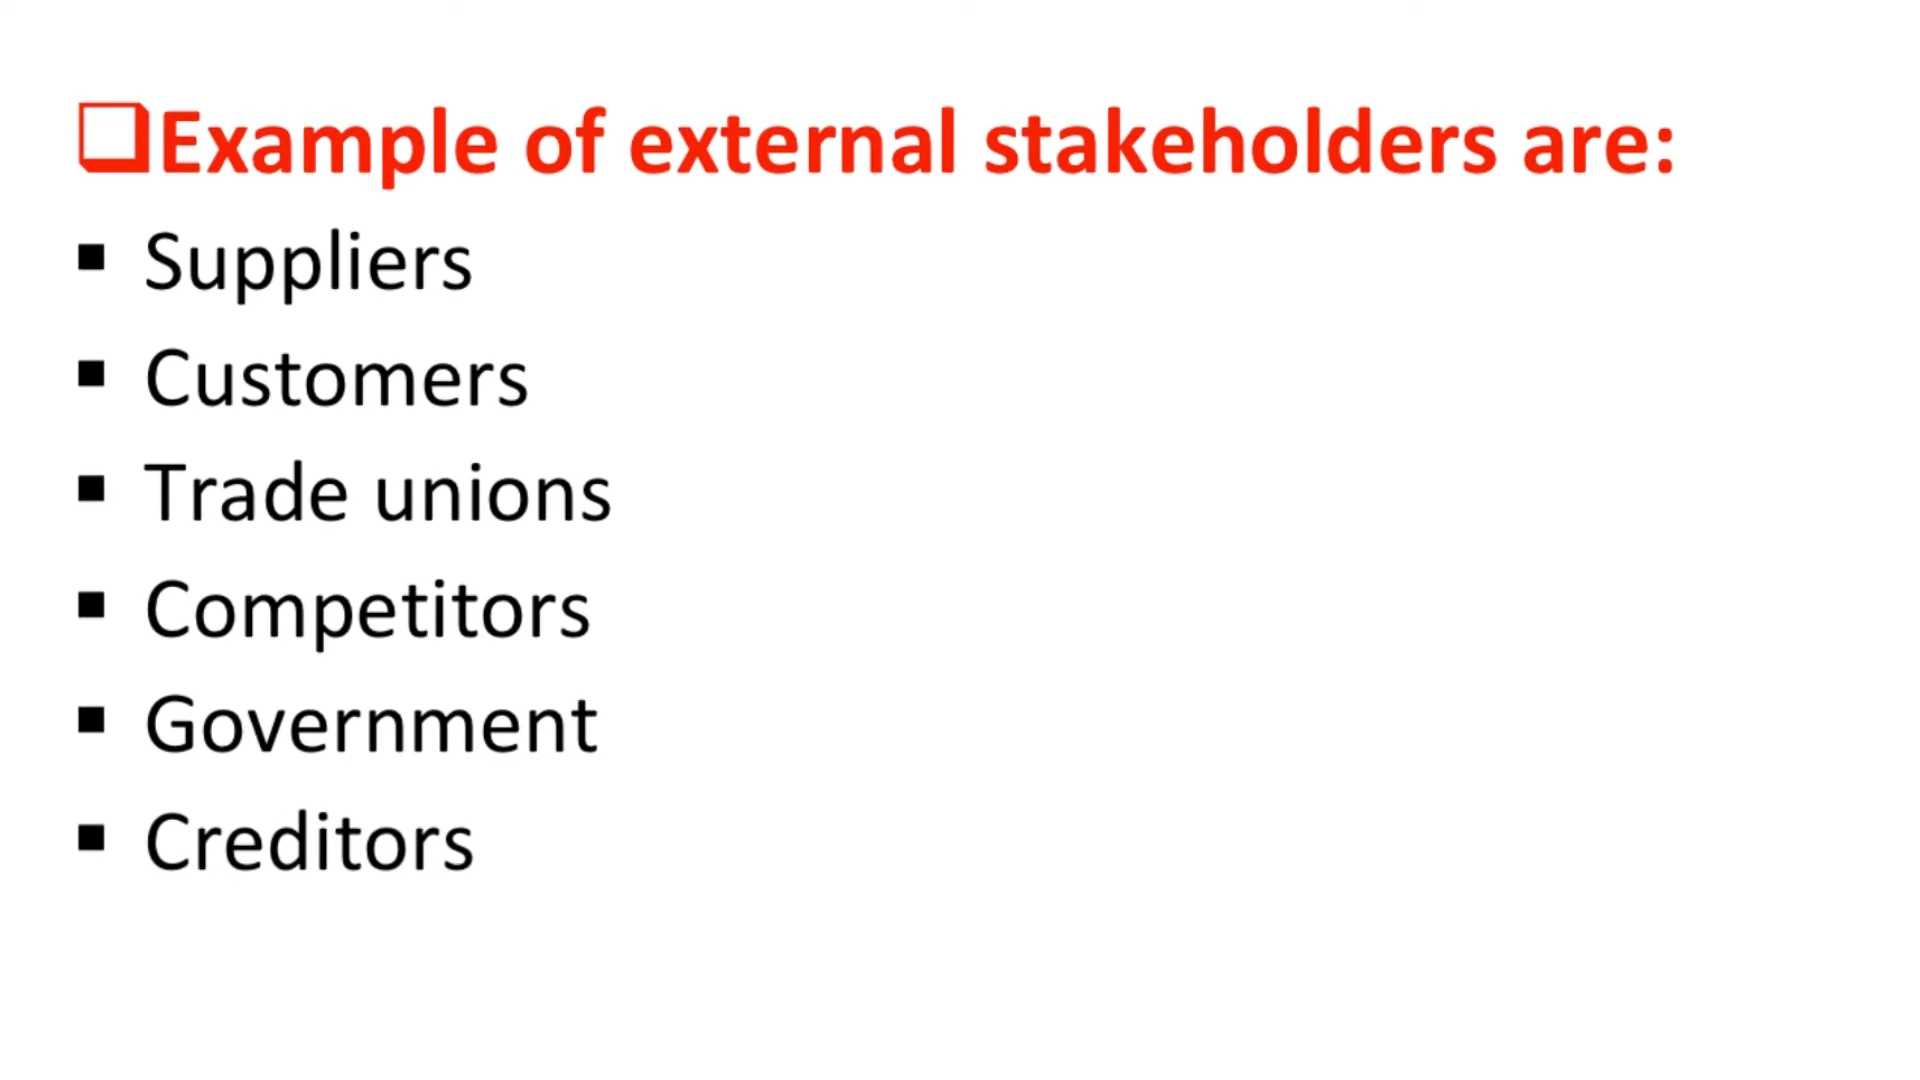 ❑Example of external stakeholders are:
▪ Suppliers
▪ Customers
▪ Trade unions
▪ Competitors
▪ Government
▪ Creditors